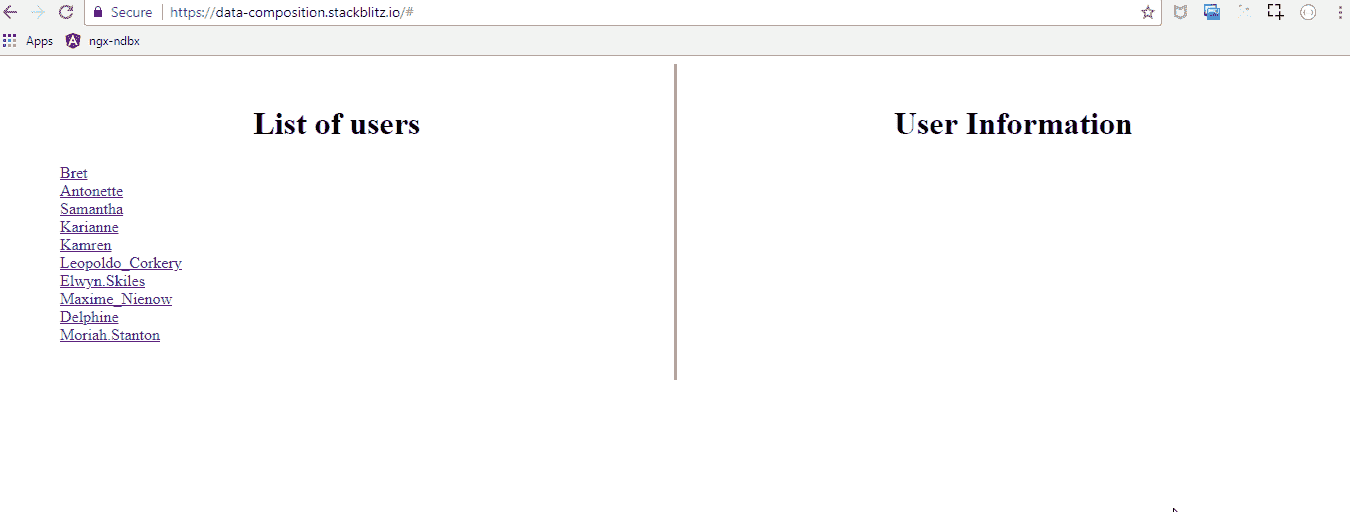 Secure https://data-composition.stackblitz.io/#
Apps ngx-ndbx
List of users
Bret
Antonette
Samantha
Karianne
Kamren
Leopoldo_Corkery
Elwyn.Skiles
Maxime_Nienow
Delphine
Moriah.Stanton
User Information